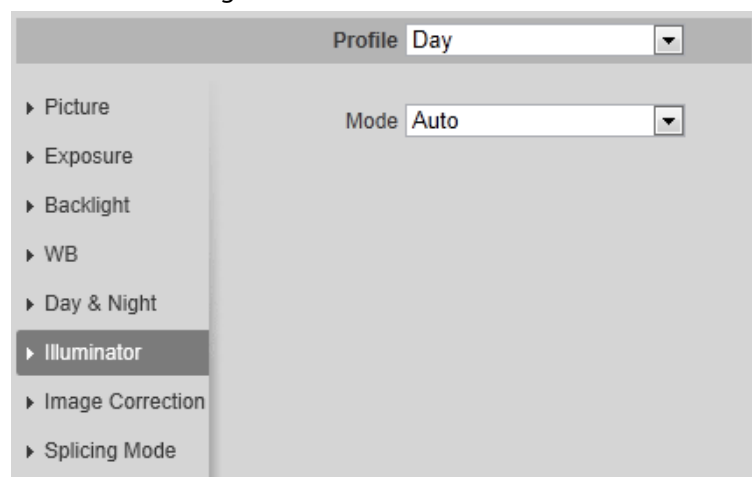 Profile Day
Picture
Mode Auto
Exposure
Backlight
WB
Day & Night
Illuminator
Image Correction
Splicing Mode